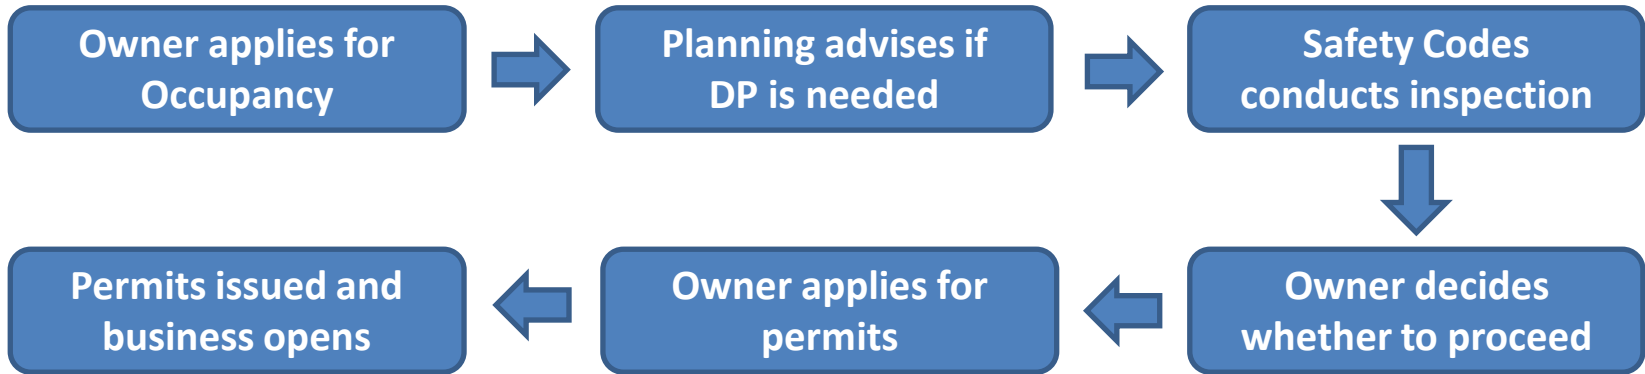 Owner applies for
Occupancy
Planning advises if
DP is needed
Safety Codes
conducts inspection
Owner decides
whether to proceed
Owner applies for
permits
Permits issued and
business opens